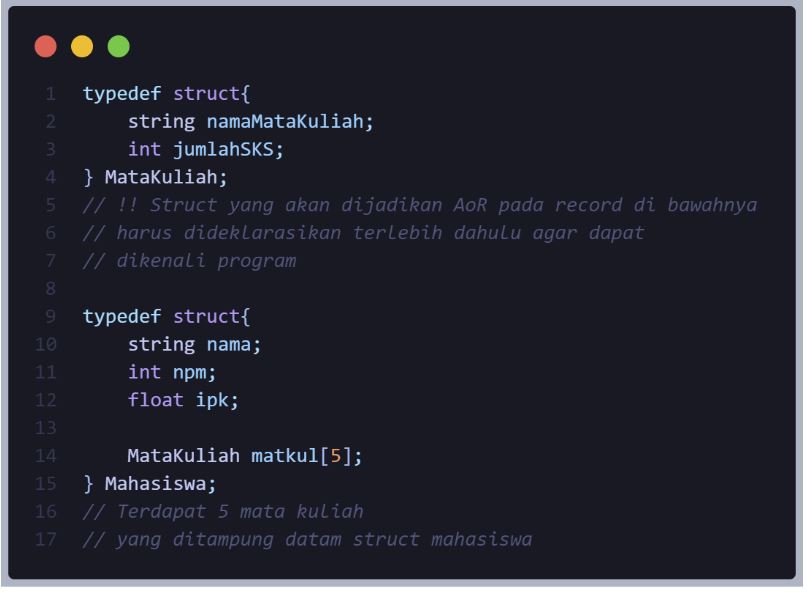 1 typedef struct{
2 string namaMataKuliah;
3 int jumlahSKS;
4 } MataKuliah;
5 // !! Struct yang akan dijadikan AoR pada record di bawahnya
6 // harus dideklarasikan terlebih dahulu agar dapat
7 // dikenali program
8
9 typedef struct{
10 string nama;
11 int npm;
12 float ipk;
13
14 MataKuliah matkul[5];
15 } Mahasiswa;
16 // Terdapat 5 mata kuliah
17 // yang ditampung datam struct mahasiswa